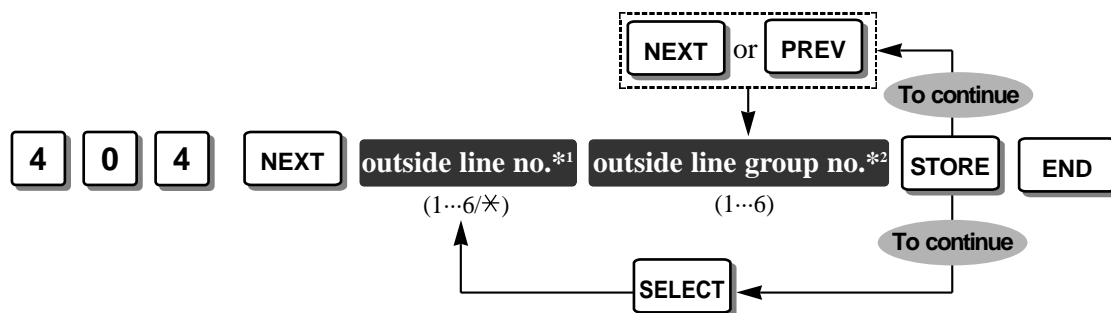 NEXT or PREV
To continue
4 0 4 NEXT outside line no.*1 outside line group no.*2 STORE END
(1···6/✳) (1···6)
To continue
SELECT